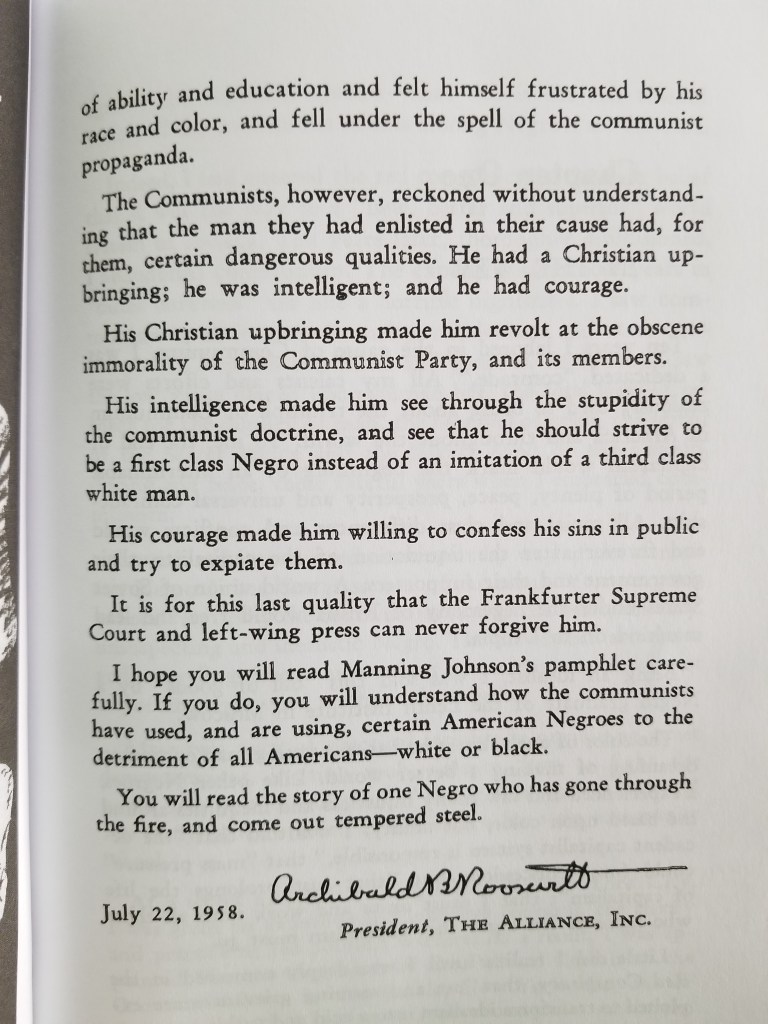 of ability and education and felt himself frustrated by his
race and color, and fell under the spell of the communist
propaganda.
The Communists, however, reckoned without understand-
ing that the man they had enlisted in their cause had, for
them, certain dangerous qualities. He had a Christian up-
bringing; he was intelligent; and he had courage.
His Christian upbringing made him revolt at the obscene
immorality of the Communist Party, and its members.
His intelligence made him see through the stupidity of
the communist doctrine, and see that he should strive to
be a first class Negro instead of an imitation of a third class
white man.
His courage made him willing to confess his sins in public
and try to expiate them.
It is for this last quality that the Frankfurter Supreme
Court and left-wing press can never forgive him.
I hope you will read Manning Johnson's pamphlet care-
fully. If you do, you will understand how the communists
have used, and are using, certain American Negroes to the
detriment of all Americans—white or black.
You will read the story of one Negro who has gone through
the fire, and come out tempered steel.
Archibald B Roosevelt
July 22, 1958.
President, THE ALLIANCE, INC.